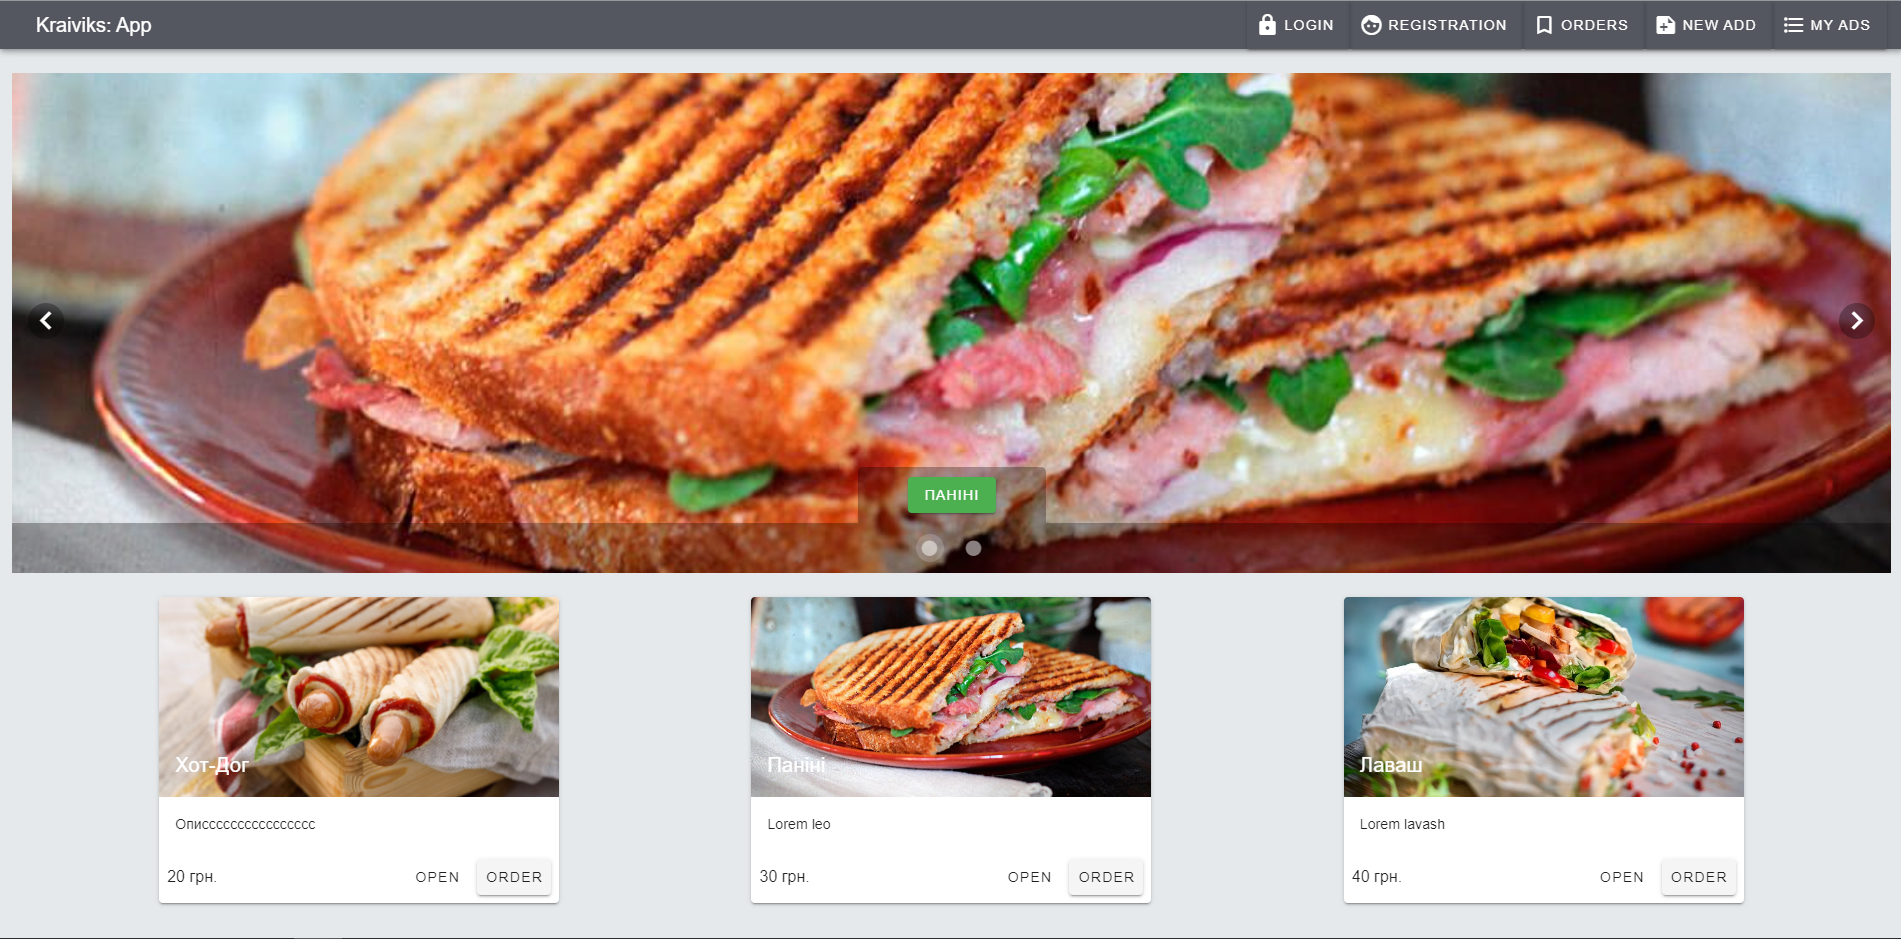 Kraiviks: App
LOGIN
REGISTRATION
ORDERS
NEW ADD
MY ADS
ПАНІНІ
Хот-Дог
Описсссссссссссссссс
20 грн.
OPEN
ORDER
Паніні
Lorem leo
30 грн.
OPEN
ORDER
Лаваш
Lorem lavash
40 грн.
OPEN
ORDER